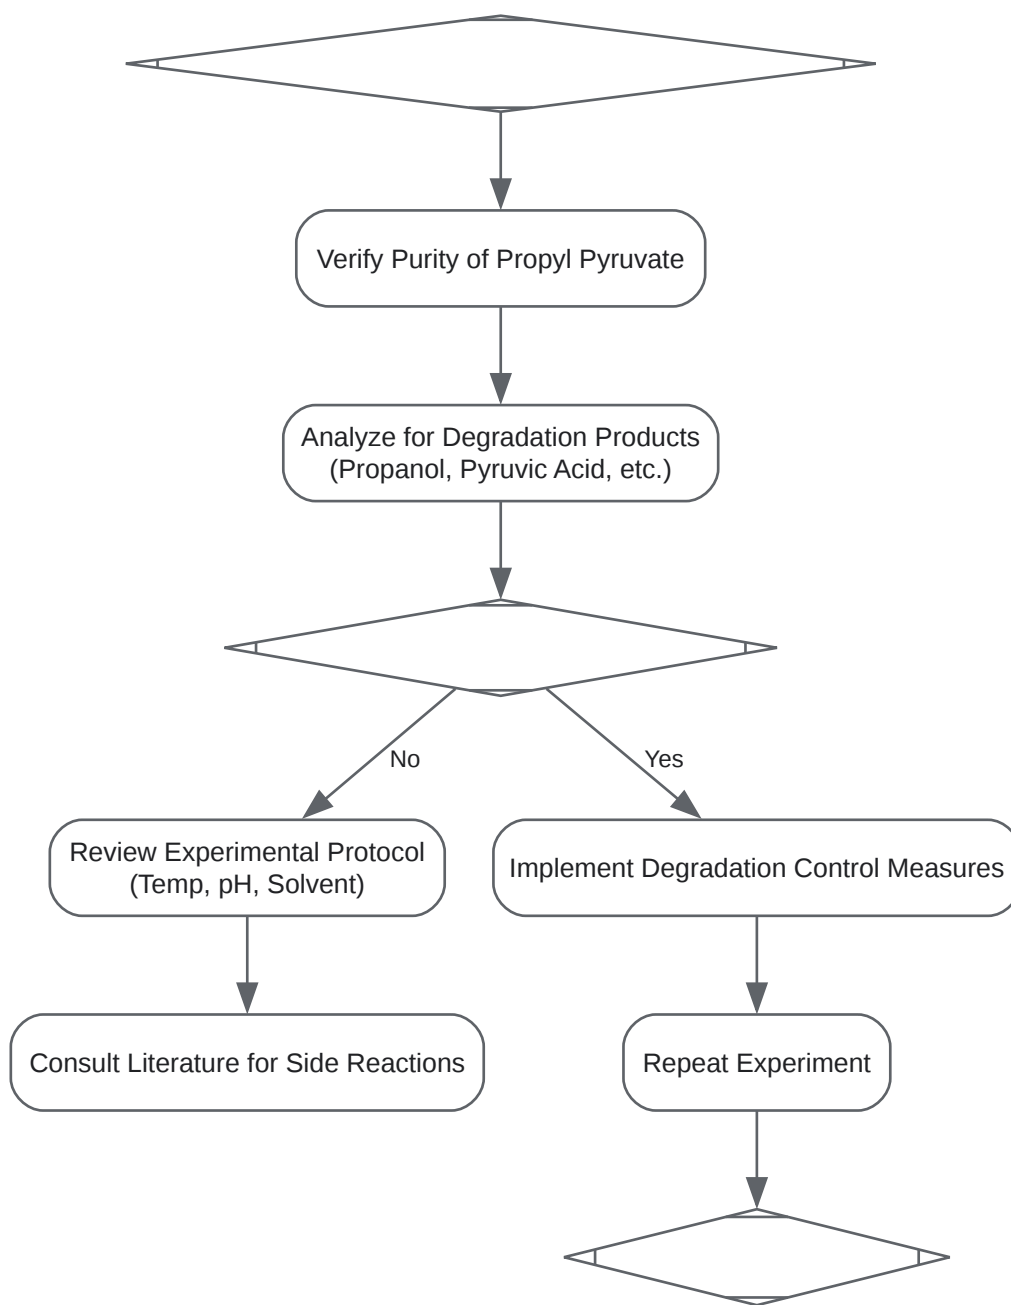 Verify Purity of Propyl Pyruvate
Analyze for Degradation Products
(Propanol, Pyruvic Acid, etc.)
No
Yes
Review Experimental Protocol
(Temp, pH, Solvent)
Implement Degradation Control Measures
Consult Literature for Side Reactions
Repeat Experiment